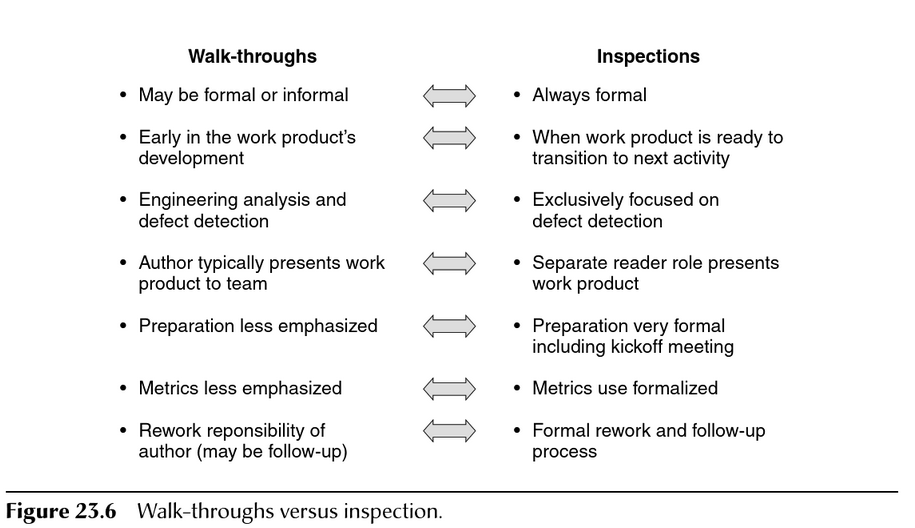 Walk-throughs
Inspections
• May be formal or informal
• Always formal
• Early in the work product's
development
• When work product is ready to
transition to next activity
• Engineering analysis and
defect detection
• Exclusively focused on
defect detection
• Author typically presents work
product to team
• Separate reader role presents
work product
• Preparation less emphasized
• Preparation very formal
including kickoff meeting
• Metrics less emphasized
• Metrics use formalized
• Rework reponsibility of
author (may be follow-up)
• Formal rework and follow-up
process
Figure 23.6 Walk-throughs versus inspection.